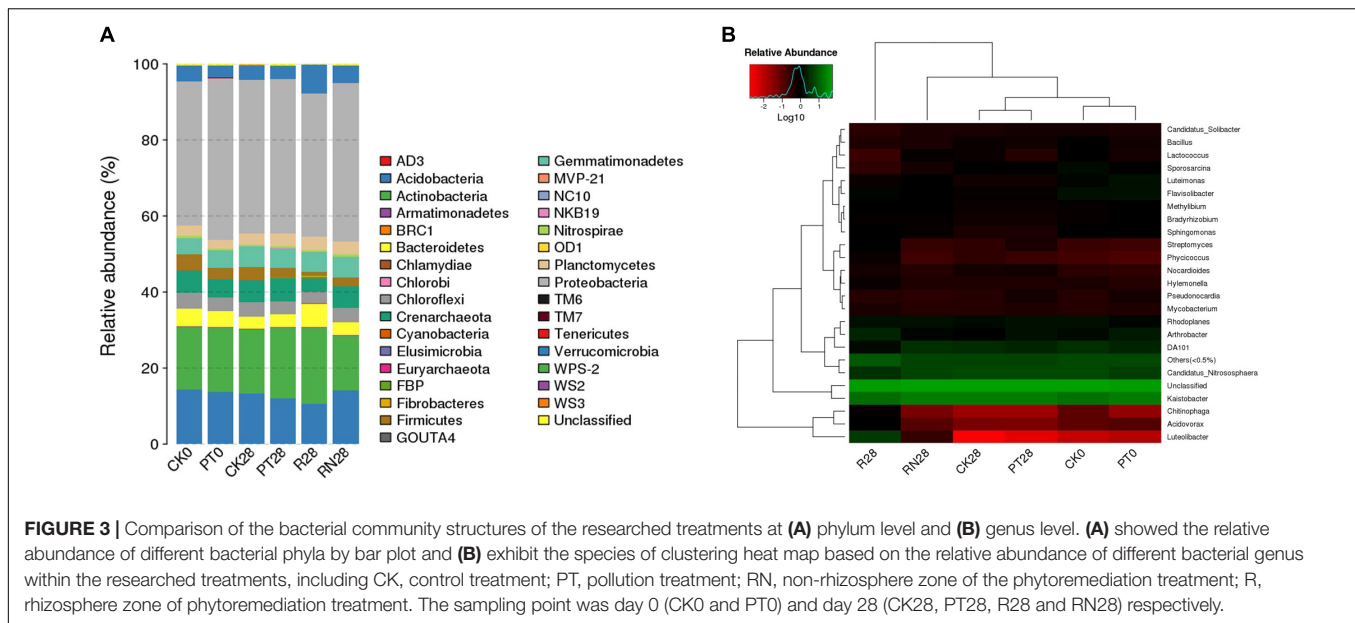 A
Relative abundance (%)
100
80
60
40
20
0
CK0
PT0
CK28
PT28
R28
RN28
AD3
Acidobacteria
Actinobacteria
Armatimonadetes
BRC1
Bacteroidetes
Chlamydiae
Chlorobi
Chloroflexi
Crenarchaeota
Cyanobacteria
Elusimicrobia
Euryarchaeota
FBP
Fibrobacteres
Firmicutes
GOUTA4
Gemmatimonadetes
MVP-21
NC10
NKB19
Nitrospirae
OD1
Planctomycetes
Proteobacteria
TM6
TM7
Tenericutes
Verrucomicrobia
WPS-2
WS2
WS3
Unclassified
B
Relative Abundance
-2 -1 0 1
Log10
Candidatus_Solibacter
Bacillus
Lactococcus
Sporosarcina
Luteimonas
Flavisolibacter
Methylibium
Bradyrhizobium
Sphingomonas
Streptomyces
Phycicoccus
Nocardioides
Hylemonella
Pseudonocardia
Mycobacterium
Rhodoplanes
Arthrobacter
DA101
Others(<0.5%)
Candidatus_Nitrososphaera
Unclassified
Kaistobacter
Chitinophaga
Acidovorax
Luteolibacter
R28
RN28
CK28
PT28
CK0
PT0
FIGURE 3 | Comparison of the bacterial community structures of the researched treatments at (A) phylum level and (B) genus level. (A) showed the relative
abundance of different bacterial phyla by bar plot and (B) exhibit the species of clustering heat map based on the relative abundance of different bacterial genus
within the researched treatments, including CK, control treatment; PT, pollution treatment; RN, non-rhizosphere zone of the phytoremediation treatment; R,
rhizosphere zone of phytoremediation treatment. The sampling point was day 0 (CK0 and PT0) and day 28 (CK28, PT28, R28 and RN28) respectively.